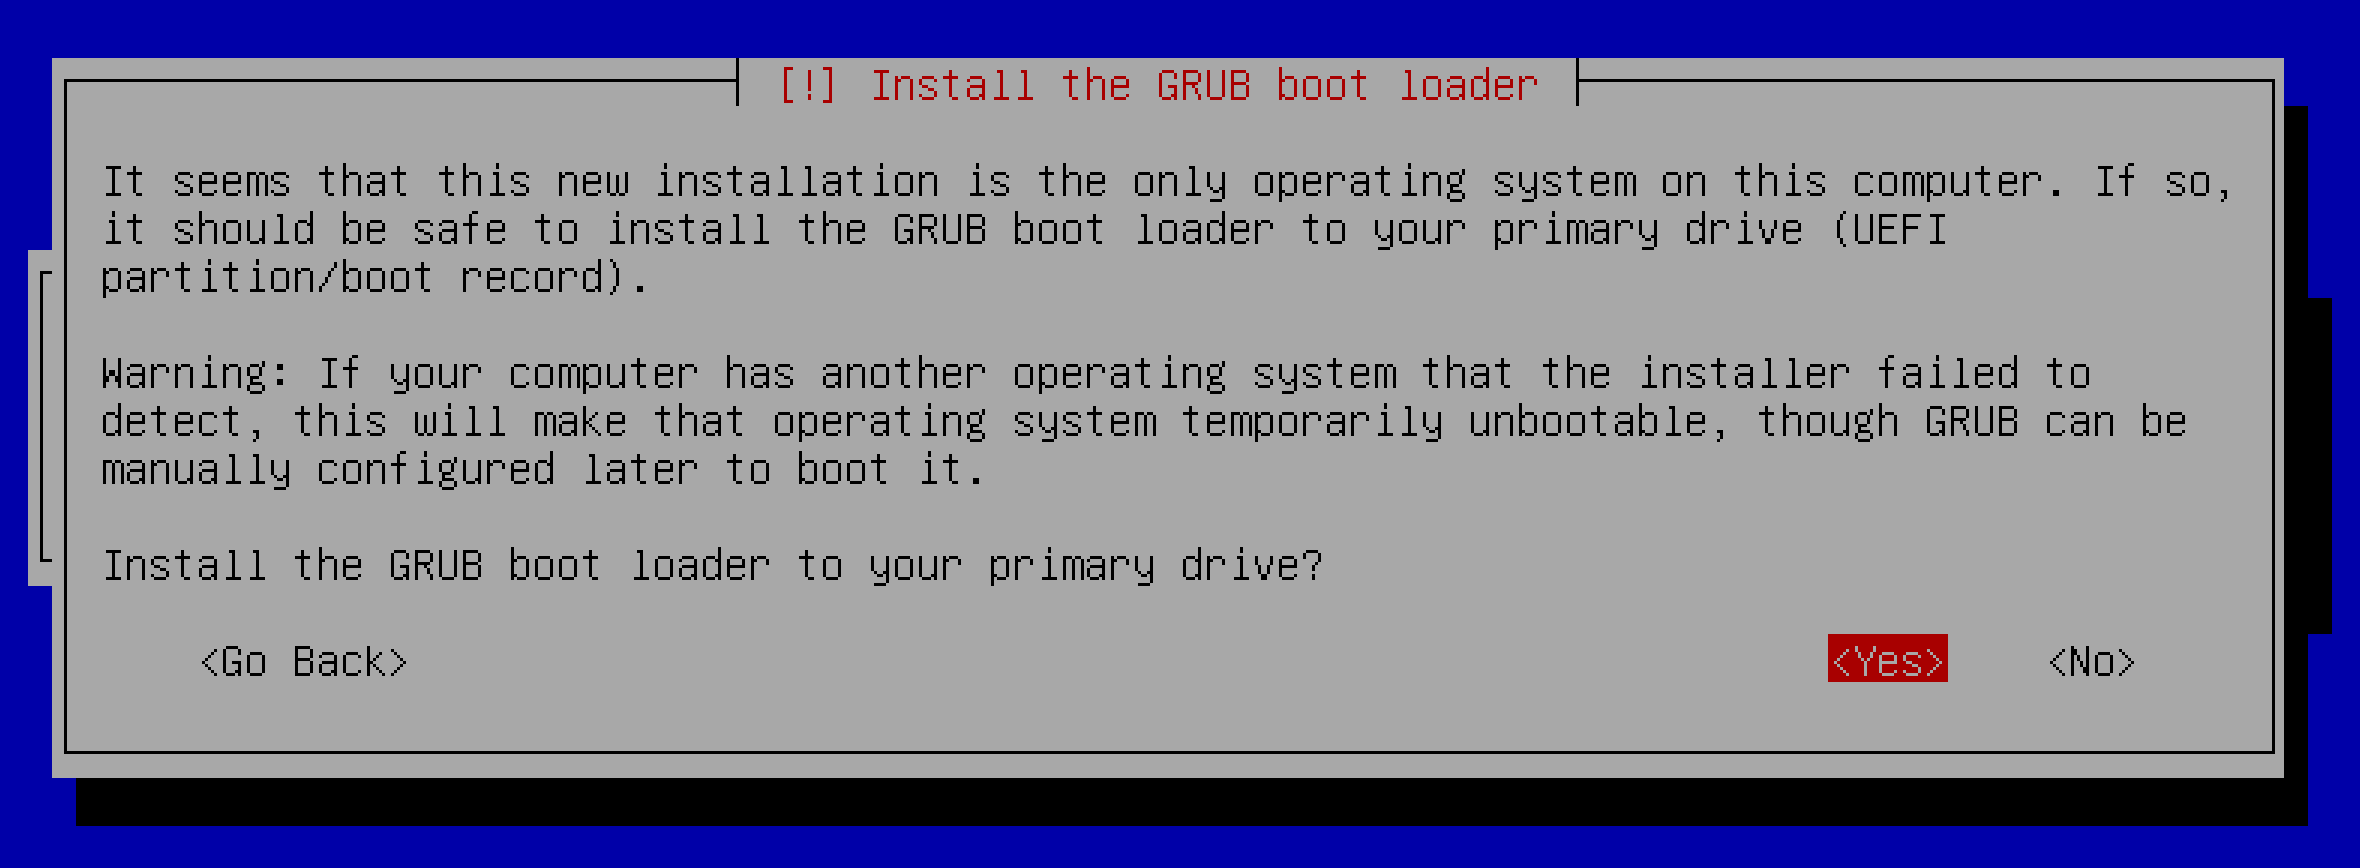 [!] Install the GRUB boot loader
It seems that this new installation is the only operating system on this computer. If so,
it should be safe to install the GRUB boot loader to your primary drive (UEFI
partition/boot record).
Warning: If your computer has another operating system that the installer failed to
detect, this will make that operating system temporarily unbootable, though GRUB can be
manually configured later to boot it.
Install the GRUB boot loader to your primary drive?
<Go Back> <Yes> <No>